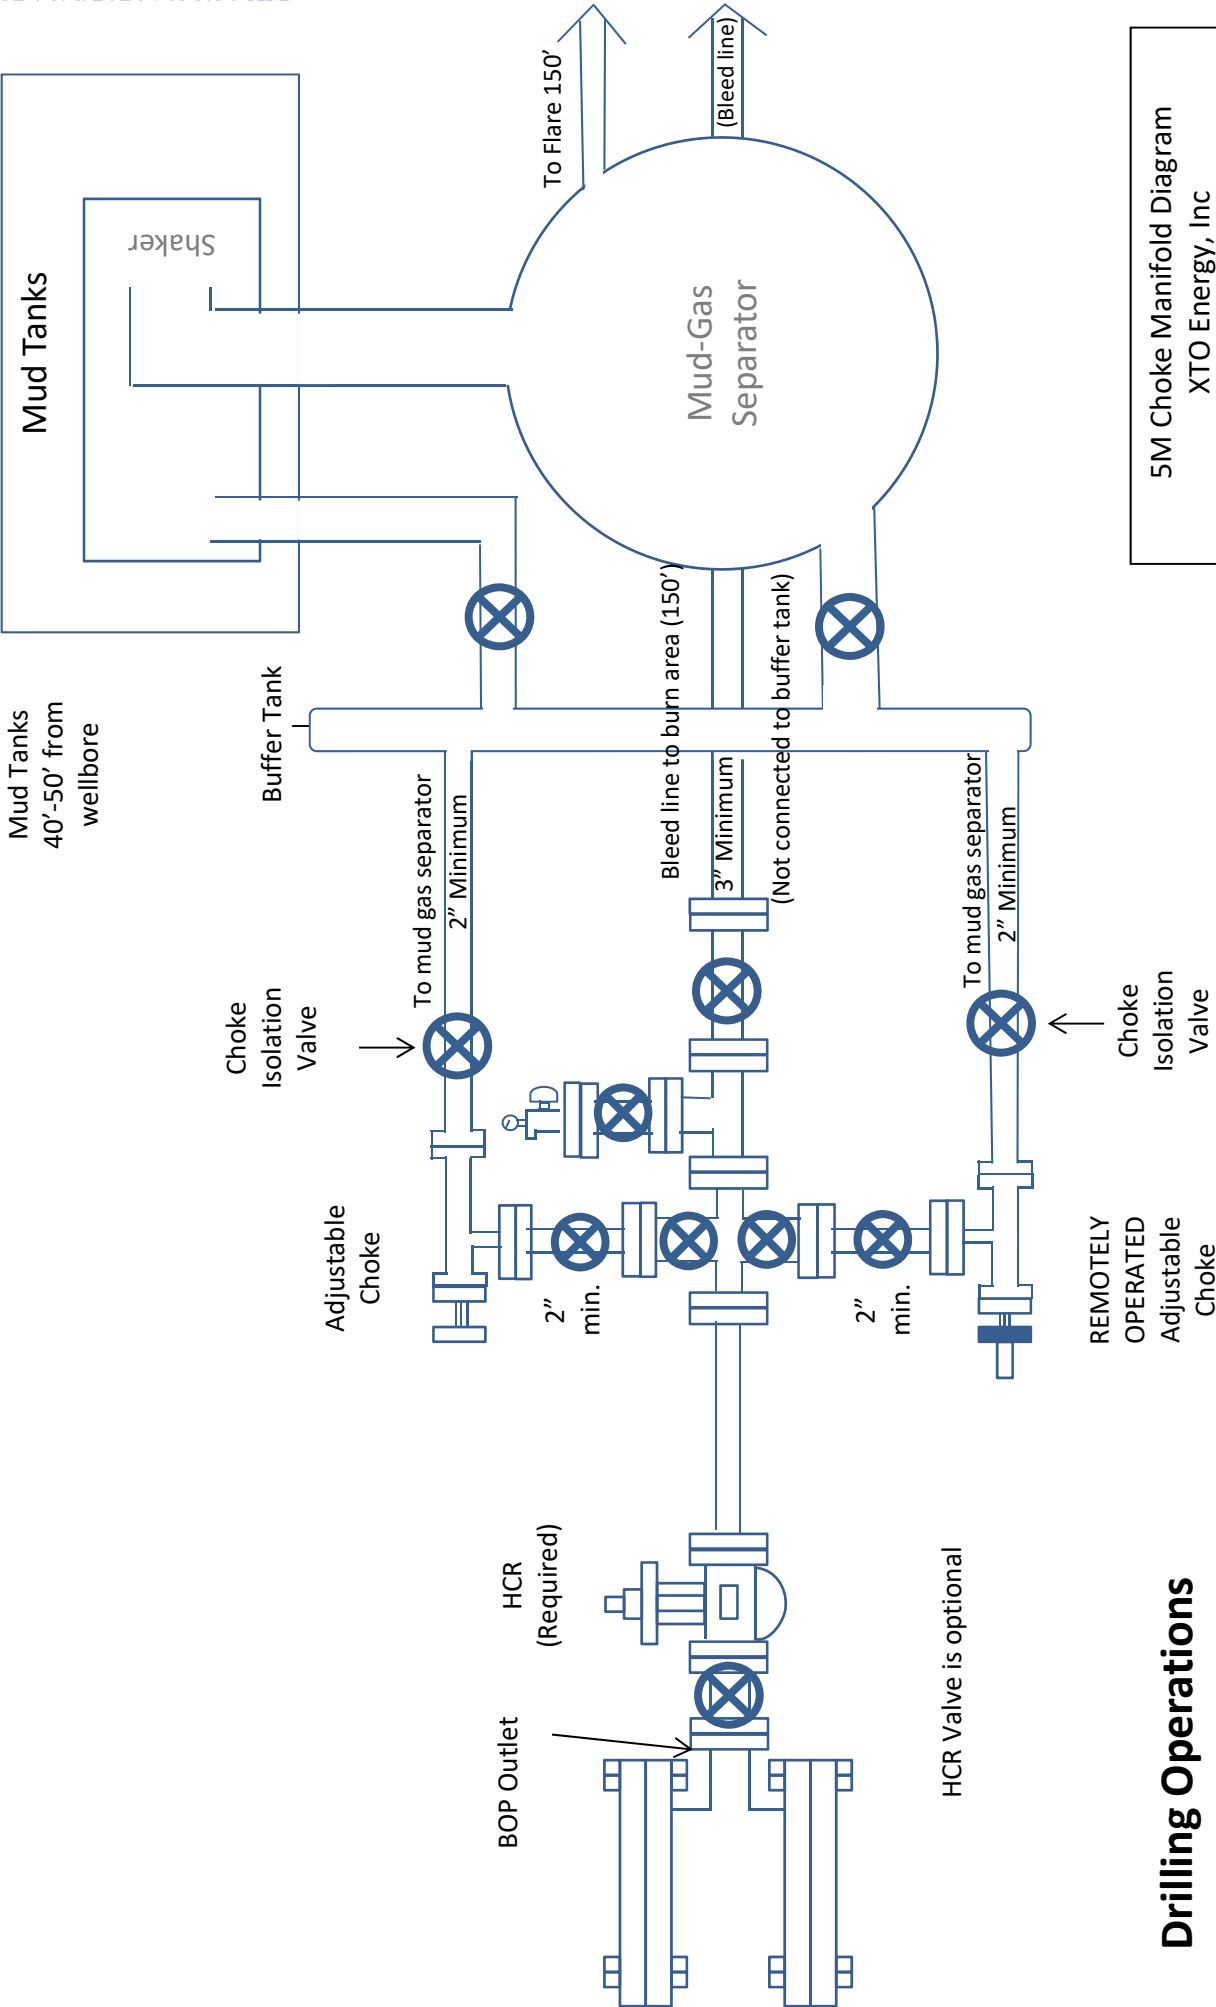 Mud Tanks
40’-50’ from
wellbore
Mud Tanks
Shaker
Buffer Tank
Choke
Isolation
Valve
To mud gas separator
2” Minimum
Adjustable
Choke
To Flare 150’
(Bleed line)
Mud-Gas
Separator
HCR
(Required)
BOP Outlet
2”
min.
2”
min.
Bleed line to burn area (150’)
3” Minimum
(Not connected to buffer tank)
To mud gas separator
2” Minimum
HCR Valve is optional
REMOTELY
OPERATED
Adjustable
Choke
Choke
Isolation
Valve
Drilling Operations
5M Choke Manifold Diagram
XTO Energy, Inc